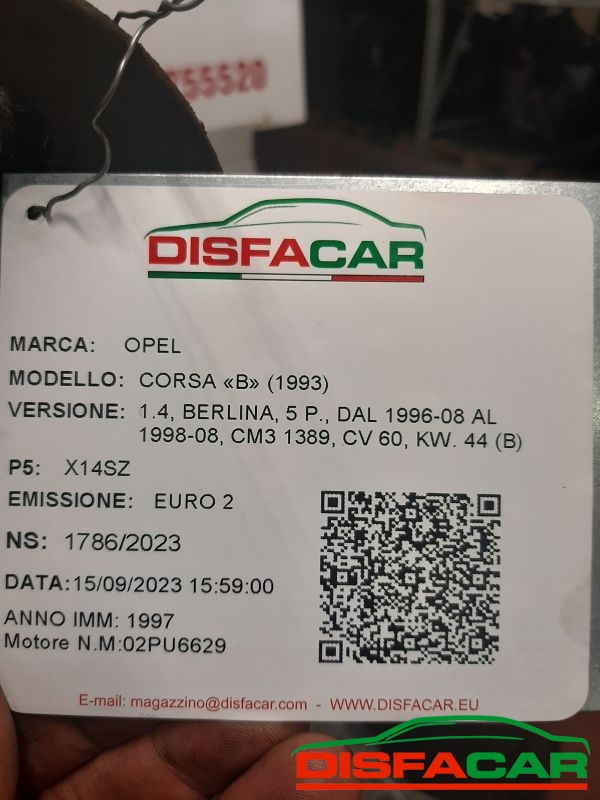 55520
DISFACAR
MARCA: OPEL
MODELLO: CORSA «B» (1993)
VERSIONE: 1.4, BERLINA, 5 P., DAL 1996-08 AL
1998-08, CM3 1389, CV 60, KW. 44 (B)
P5: X14SZ
EMISSIONE: EURO 2
NS: 1786/2023
DATA:15/09/2023 15:59:00
ANNO IMM: 1997
Motore N.M:02PU6629
E-mail: magazzino@disfacar.com - WWW.DISFACAR.EU
DISFACAR